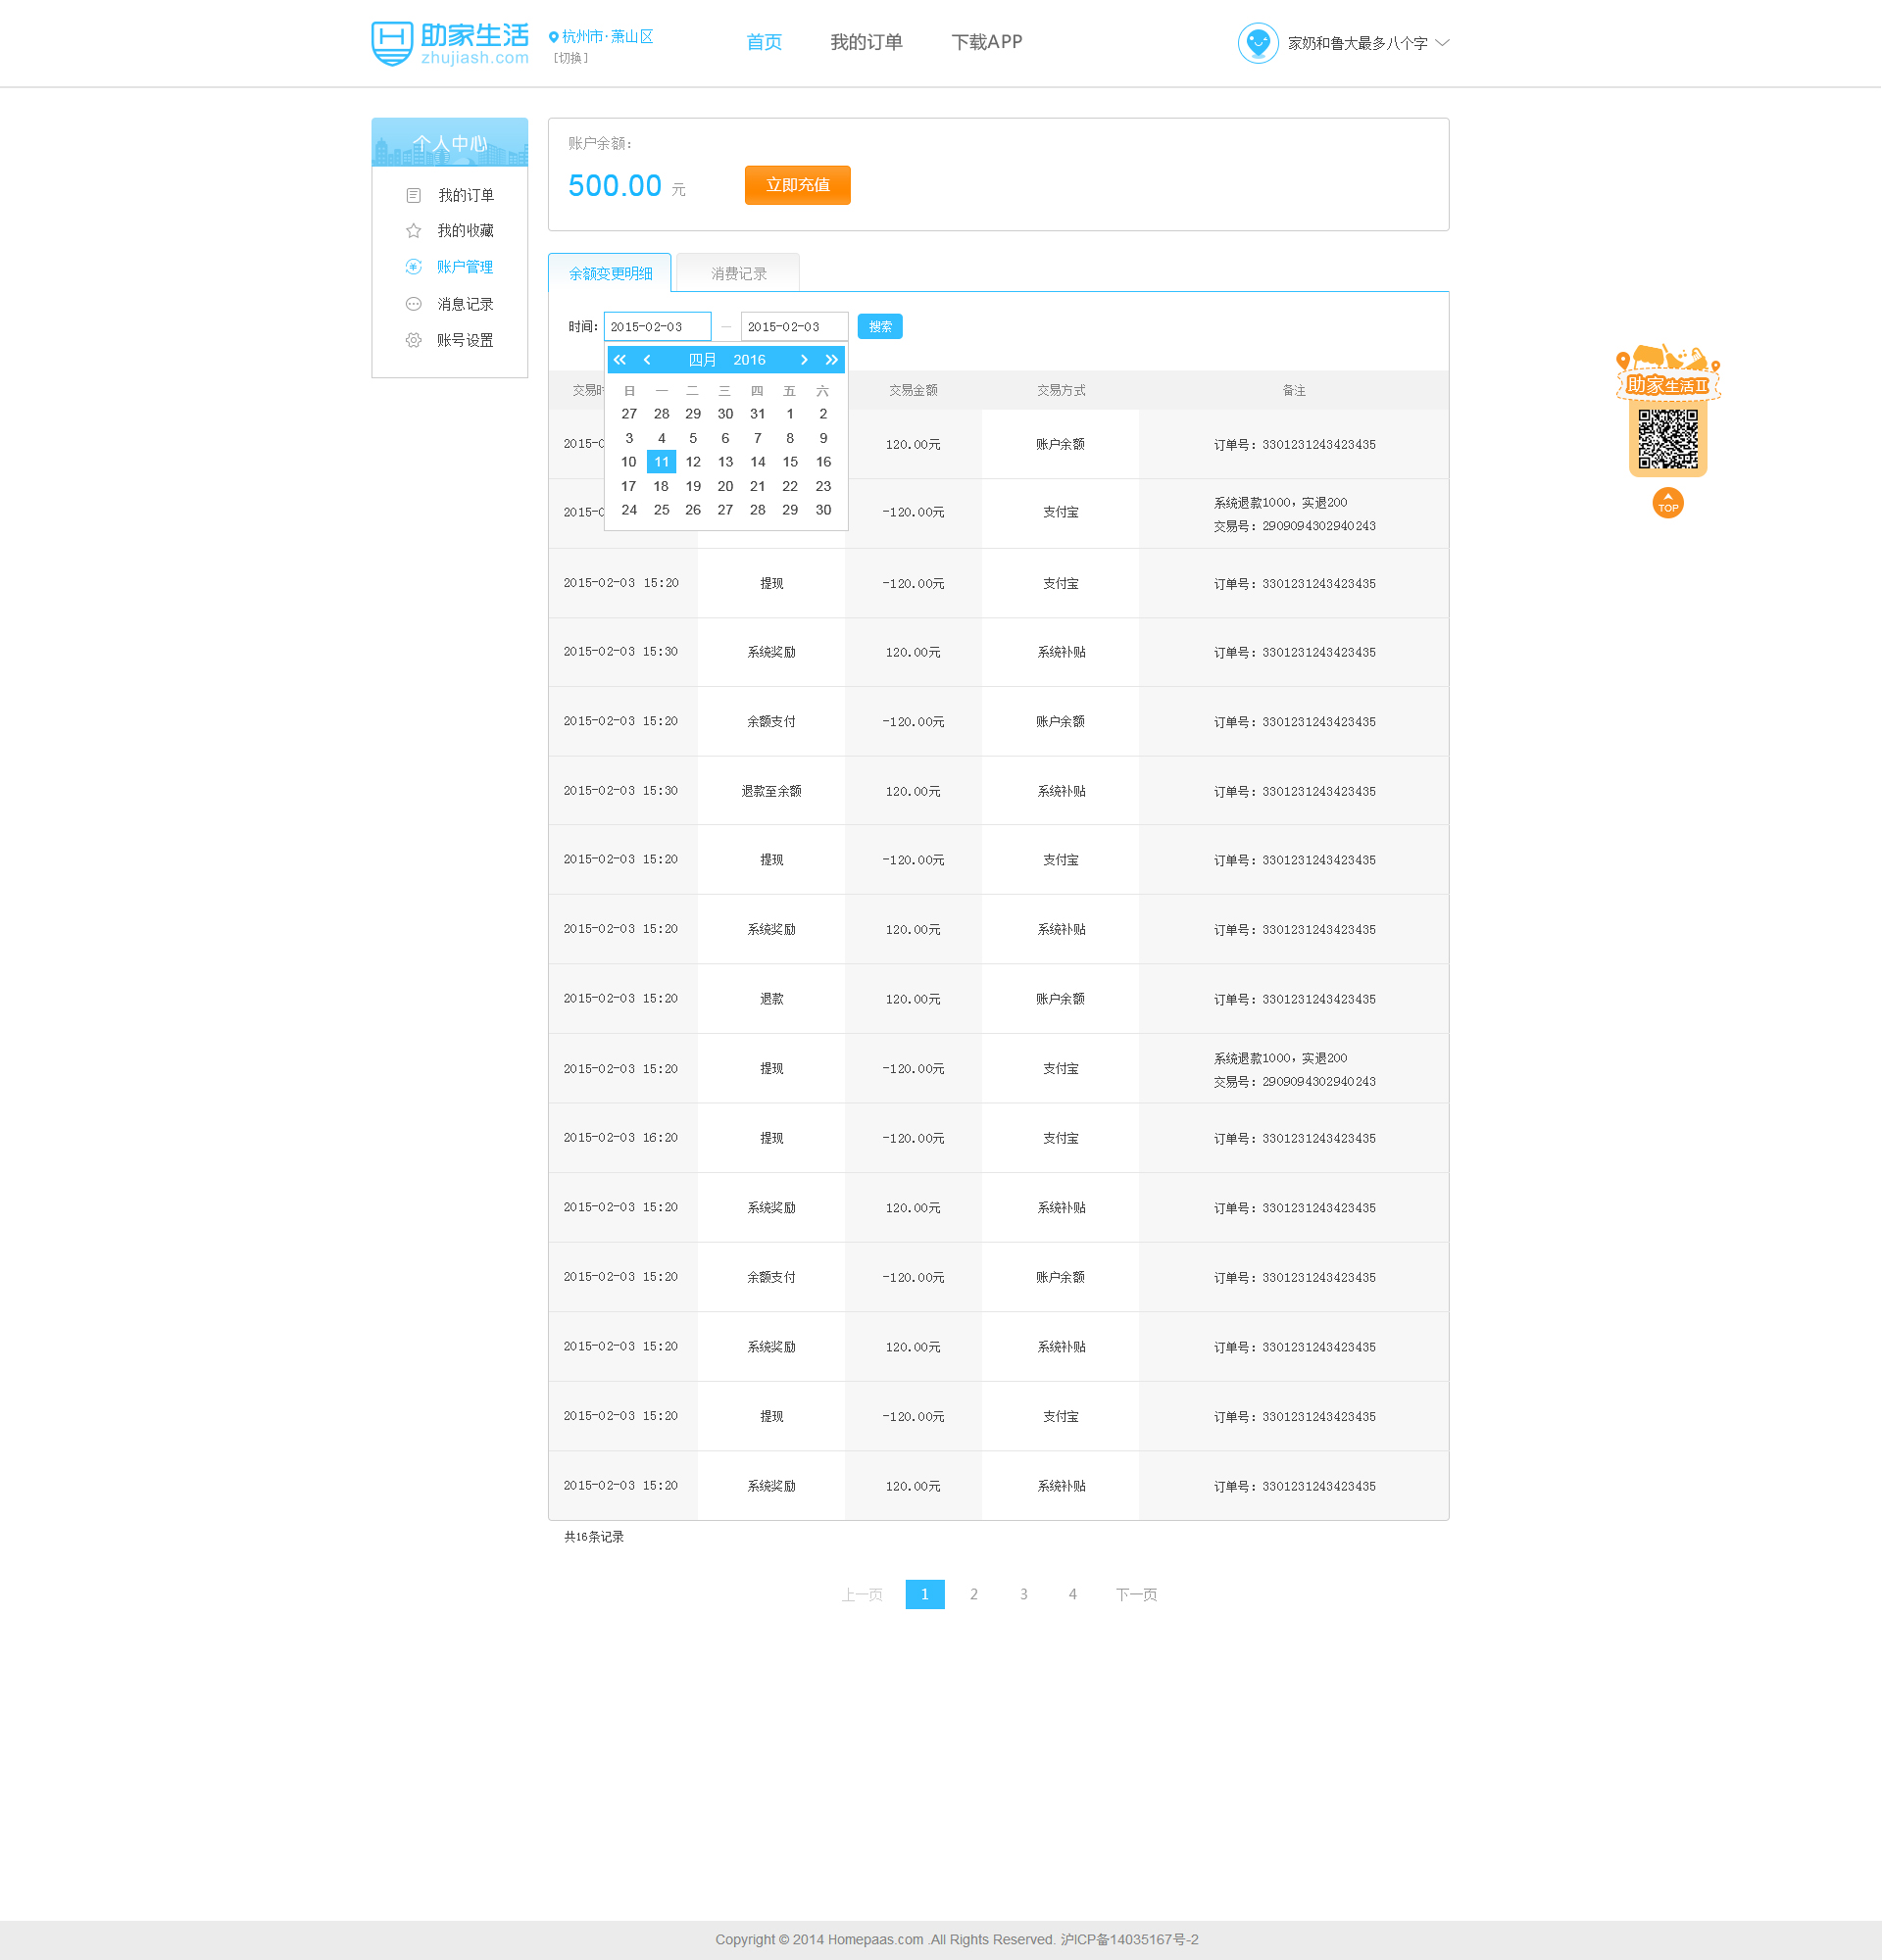 助家生活
zhujiash.com
杭州市·萧山区
[切换]
首页 我的订单 下载APP
家奶和鲁大最多八个字
个人中心
我的订单
我的收藏
账户管理
消息记录
账号设置
账户余额：
500.00 元
立即充值
余额变更明细 消费记录
时间： 2015-02-03 — 2015-02-03 搜索
四月 2016
日 一 二 三 四 五 六
27 28 29 30 31 1 2
3 4 5 6 7 8 9
10 11 12 13 14 15 16
17 18 19 20 21 22 23
24 25 26 27 28 29 30
交易时 交易金额 交易方式 备注
2015-0 120.00元 账户余额 订单号：3301231243423435
2015-0 -120.00元 支付宝 系统退款1000，实退200
交易号：2909094302940243
2015-02-03 15:20 提现 -120.00元 支付宝 订单号：3301231243423435
2015-02-03 15:30 系统奖励 120.00元 系统补贴 订单号：3301231243423435
2015-02-03 15:20 余额支付 -120.00元 账户余额 订单号：3301231243423435
2015-02-03 15:30 退款至余额 120.00元 系统补贴 订单号：3301231243423435
2015-02-03 15:20 提现 -120.00元 支付宝 订单号：3301231243423435
2015-02-03 15:20 系统奖励 120.00元 系统补贴 订单号：3301231243423435
2015-02-03 15:20 退款 120.00元 账户余额 订单号：3301231243423435
2015-02-03 15:20 提现 -120.00元 支付宝 系统退款1000，实退200
交易号：2909094302940243
2015-02-03 16:20 提现 -120.00元 支付宝 订单号：3301231243423435
2015-02-03 15:20 系统奖励 120.00元 系统补贴 订单号：3301231243423435
2015-02-03 15:20 余额支付 -120.00元 账户余额 订单号：3301231243423435
2015-02-03 15:20 系统奖励 120.00元 系统补贴 订单号：3301231243423435
2015-02-03 15:20 提现 -120.00元 支付宝 订单号：3301231243423435
2015-02-03 15:20 系统奖励 120.00元 系统补贴 订单号：3301231243423435
共16条记录
上一页 1 2 3 4 下一页
助家生活II
TOP
Copyright © 2014 Homepaas.com .All Rights Reserved. 沪ICP备14035167号-2